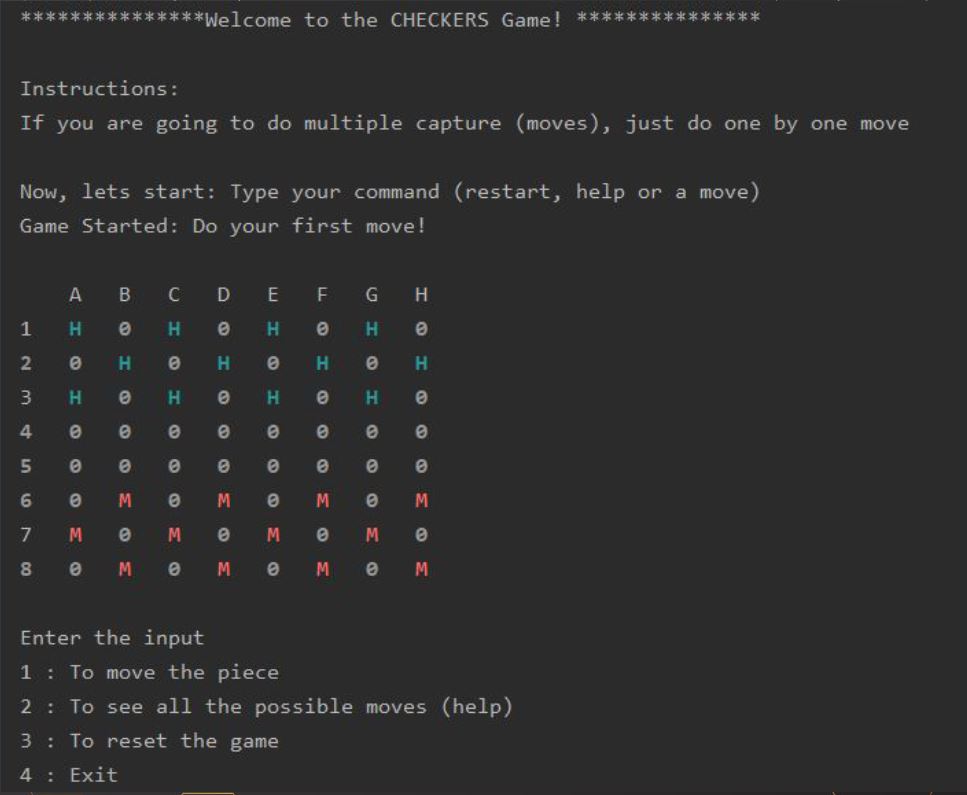 ***************Welcome to the CHECKERS Game! ***************
Instructions:
If you are going to do multiple capture (moves), just do one by one move
Now, lets start: Type your command (restart, help or a move)
Game Started: Do your first move!
A B C D E F G H
1 H 0 H 0 H 0 H 0
2 0 H 0 H 0 H 0 H
3 H 0 H 0 H 0 H 0
4 0 0 0 0 0 0 0 0
5 0 0 0 0 0 0 0 0
6 0 M 0 M 0 M 0 M
7 M 0 M 0 M 0 M 0
8 0 M 0 M 0 M 0 M
Enter the input
1 : To move the piece
2 : To see all the possible moves (help)
3 : To reset the game
4 : Exit